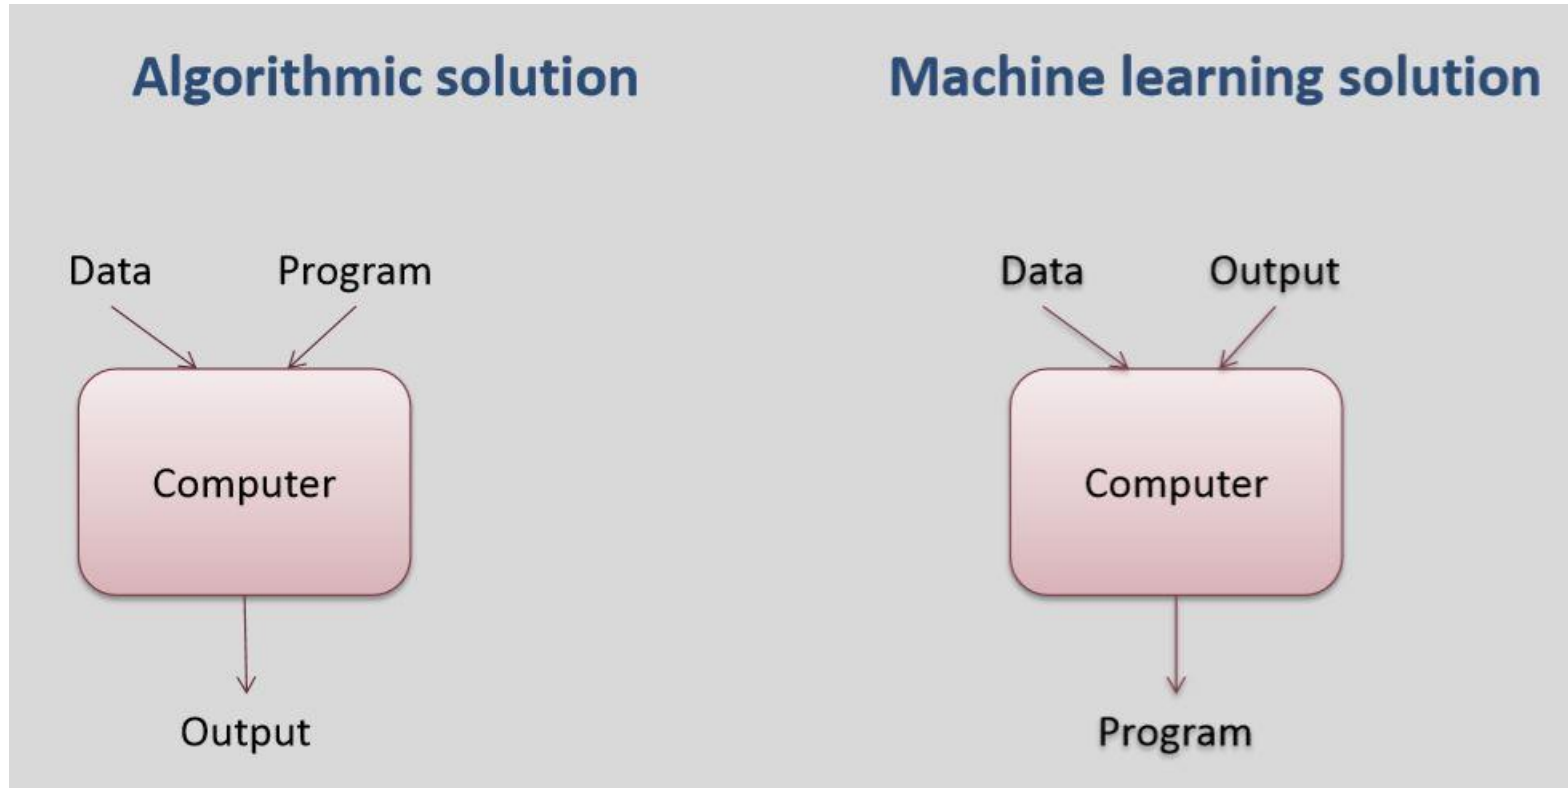 Algorithmic solution
Machine learning solution
Data Program
Computer
Output
Data Output
Computer
Program